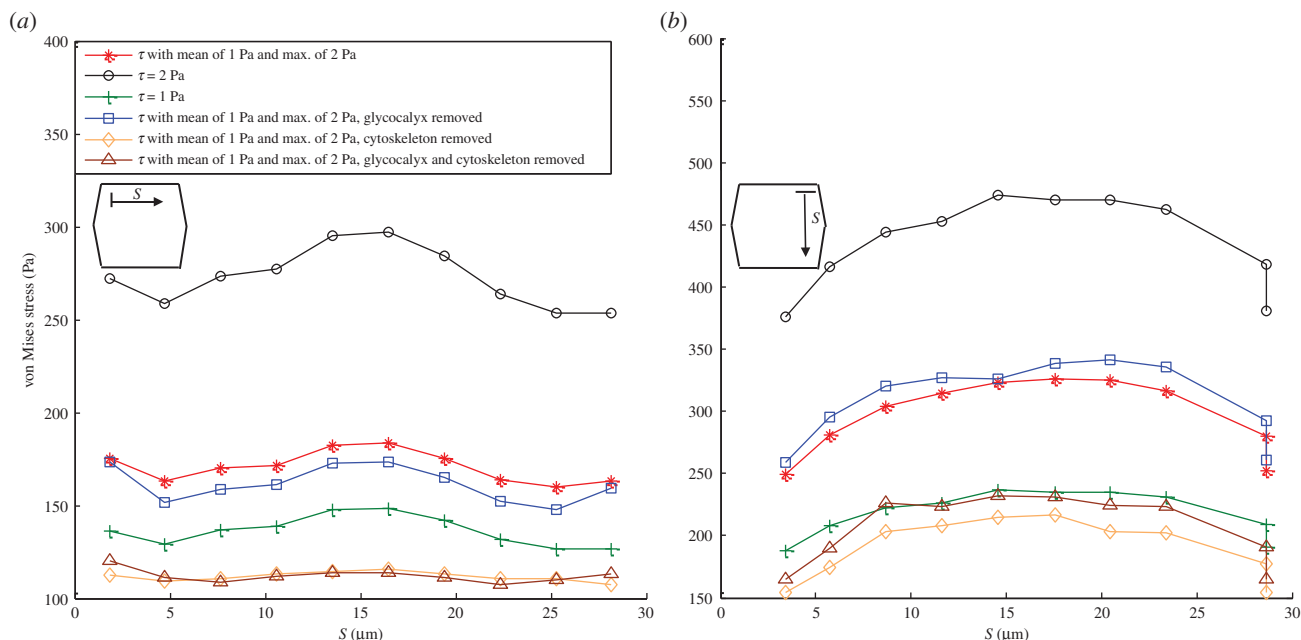 (a)
400
350
300
250
200
150
100
von Mises stress (Pa)
τ with mean of 1 Pa and max. of 2 Pa
τ = 2 Pa
τ = 1 Pa
τ with mean of 1 Pa and max. of 2 Pa, glycocalyx removed
τ with mean of 1 Pa and max. of 2 Pa, cytoskeleton removed
τ with mean of 1 Pa and max. of 2 Pa, glycocalyx and cytoskeleton removed
S
0 5 10 15 20 25 30
S (μm)
(b)
600
550
500
450
400
350
300
250
200
150
S
0 5 10 15 20 25 30
S (μm)